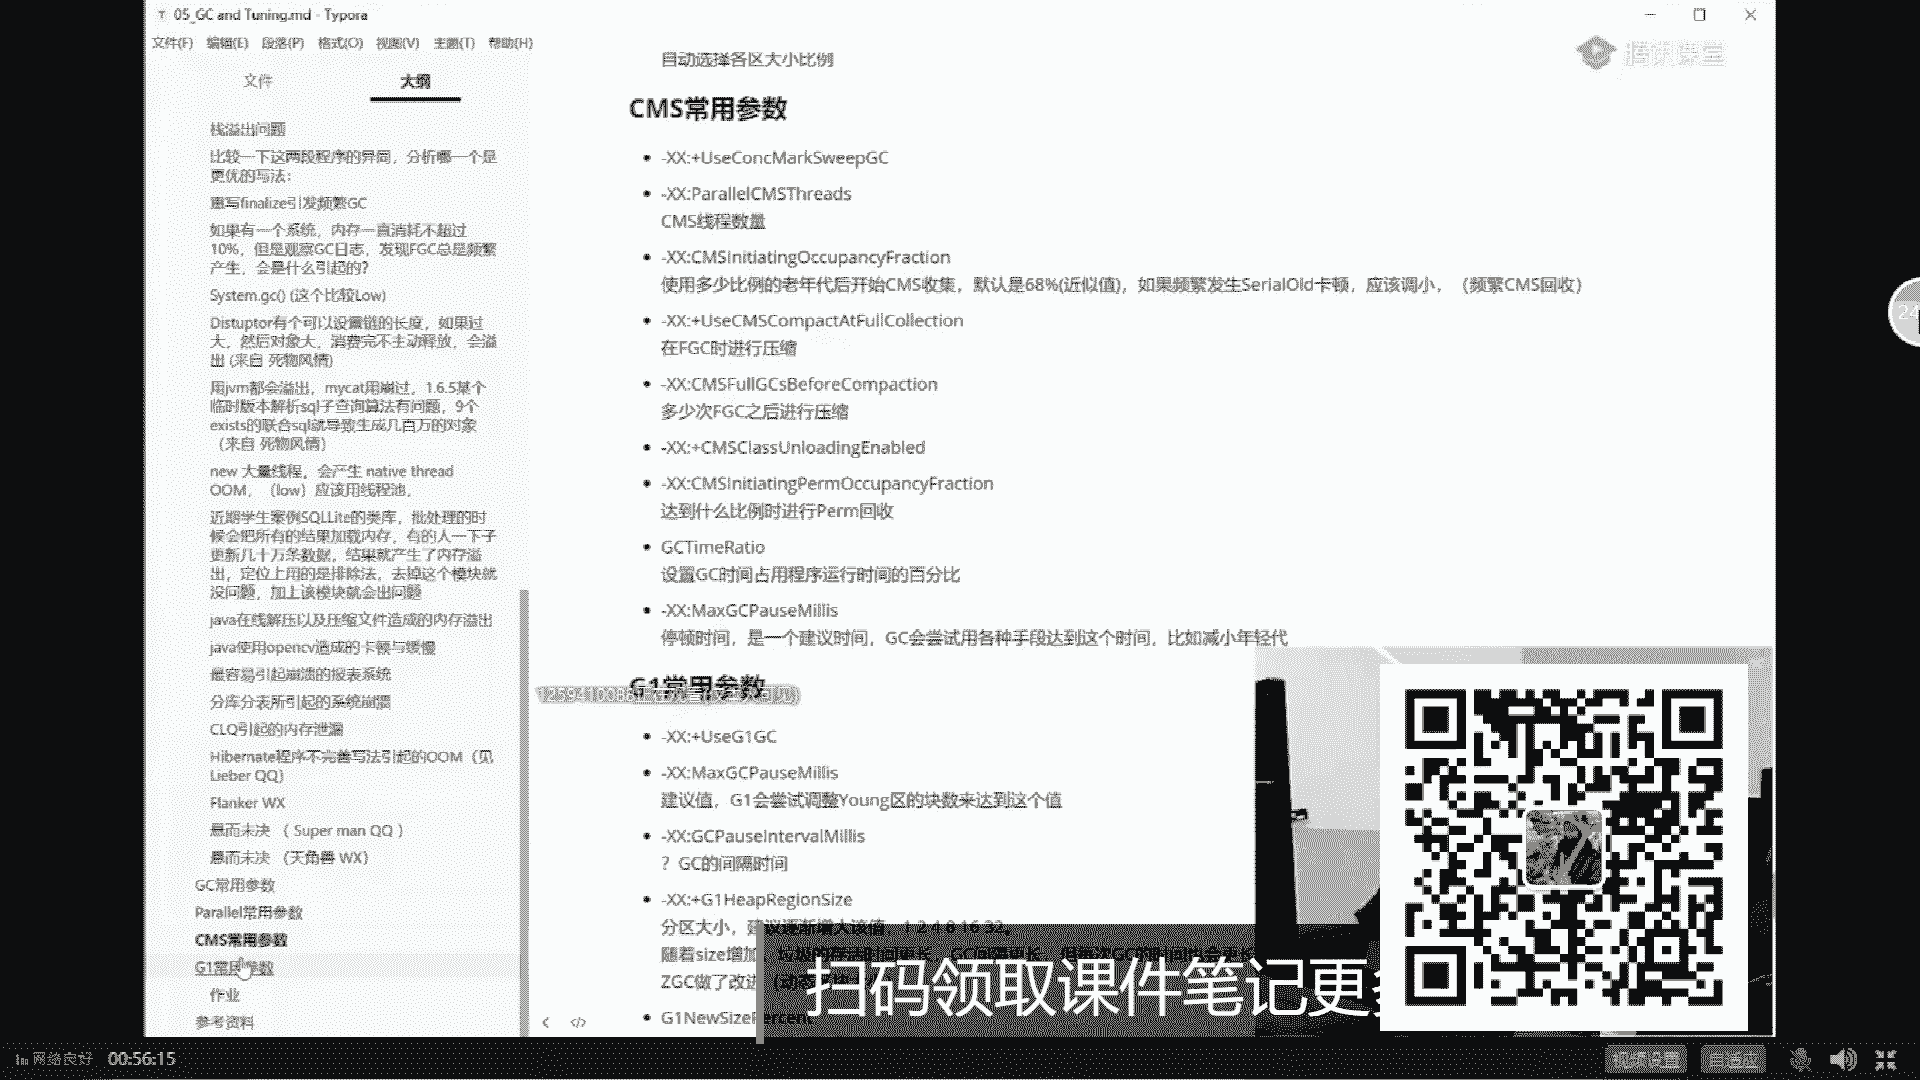 05_GC and Tuning.md - Typora
文件(F) 编辑(E) 段落(P) 格式(O) 视图(V) 主题(T) 帮助(H)
文件 大纲
栈溢出问题
比较一下这两段程序的异同，分析哪一个是
更优的写法：
重写finalize引发频繁GC
如果有一个系统，内存一直消耗不超过
10%，但是观察GC日志，发现FGC总是频繁
产生，会是什么引起的？
System.gc() (这个比较Low)
Distuptor有个可以设置链的长度，如果过
大，然后对象大，消费完不主动释放，会溢
出 (来自 死物风情)
用jvm都会溢出，mycat用崩过，1.6.5某个
临时版本解析sql子查询算法有问题，9个
exists的联合sql就导致生成几百万的对象
（来自 死物风情）
new 大量线程，会产生 native thread
OOM，（low）应该用线程池，
近期学生案例SQLLite的类库，批处理的时
候会把所有的结果加载内存，有的人一下子
更新几十万条数据，结果就产生了内存溢
出，定位上用的是排除法，去掉这个模块就
没问题，加上该模块就会出问题
java在线解压以及压缩文件造成的内存溢出
java使用opencv造成的卡顿与缓慢
最容易引起崩溃的报表系统
分库分表所引起的系统崩溃
CLQ引起的内存泄漏
Hibernate程序不完善写法引起的OOM（见
Lieber QQ）
Flanker WX
悬而未决 （ Super man QQ ）
悬而未决 （天角兽 WX）
GC常用参数
Parallel常用参数
CMS常用参数
G1常用参数
作业
参考资料
自动选择各区大小比例
腾讯课堂
CMS常用参数
-XX:+UseConcMarkSweepGC
-XX:ParallelCMSThreads
CMS线程数量
-XX:CMSInitiatingOccupancyFraction
使用多少比例的老年代后开始CMS收集，默认是68%(近似值)，如果频繁发生SerialOld卡顿，应该调小，（频繁CMS回收）
-XX:+UseCMSCompactAtFullCollection
在FGC时进行压缩
-XX:CMSFullGCsBeforeCompaction
多少次FGC之后进行压缩
-XX:+CMSClassUnloadingEnabled
-XX:CMSInitiatingPermOccupancyFraction
达到什么比例时进行Perm回收
GCTimeRatio
设置GC时间占用程序运行时间的百分比
-XX:MaxGCPauseMillis
停顿时间，是一个建议时间，GC会尝试用各种手段达到这个时间，比如减小年轻代
G1常用参数
-XX:+UseG1GC
-XX:MaxGCPauseMillis
建议值，G1会尝试调整Young区的块数来达到这个值
-XX:GCPauseIntervalMillis
？GC的间隔时间
-XX:+G1HeapRegionSize
分区大小，建议逐渐增大该值，1 2 4 8 16 32。
随着size增加，垃圾的存活时间更长，GC间隔更长，但每次GC的时间也会更长
ZGC做了改进
G1NewSizePercent
扫码领取课件笔记更
24
网络良好 00:56:15
视频设置 自适应